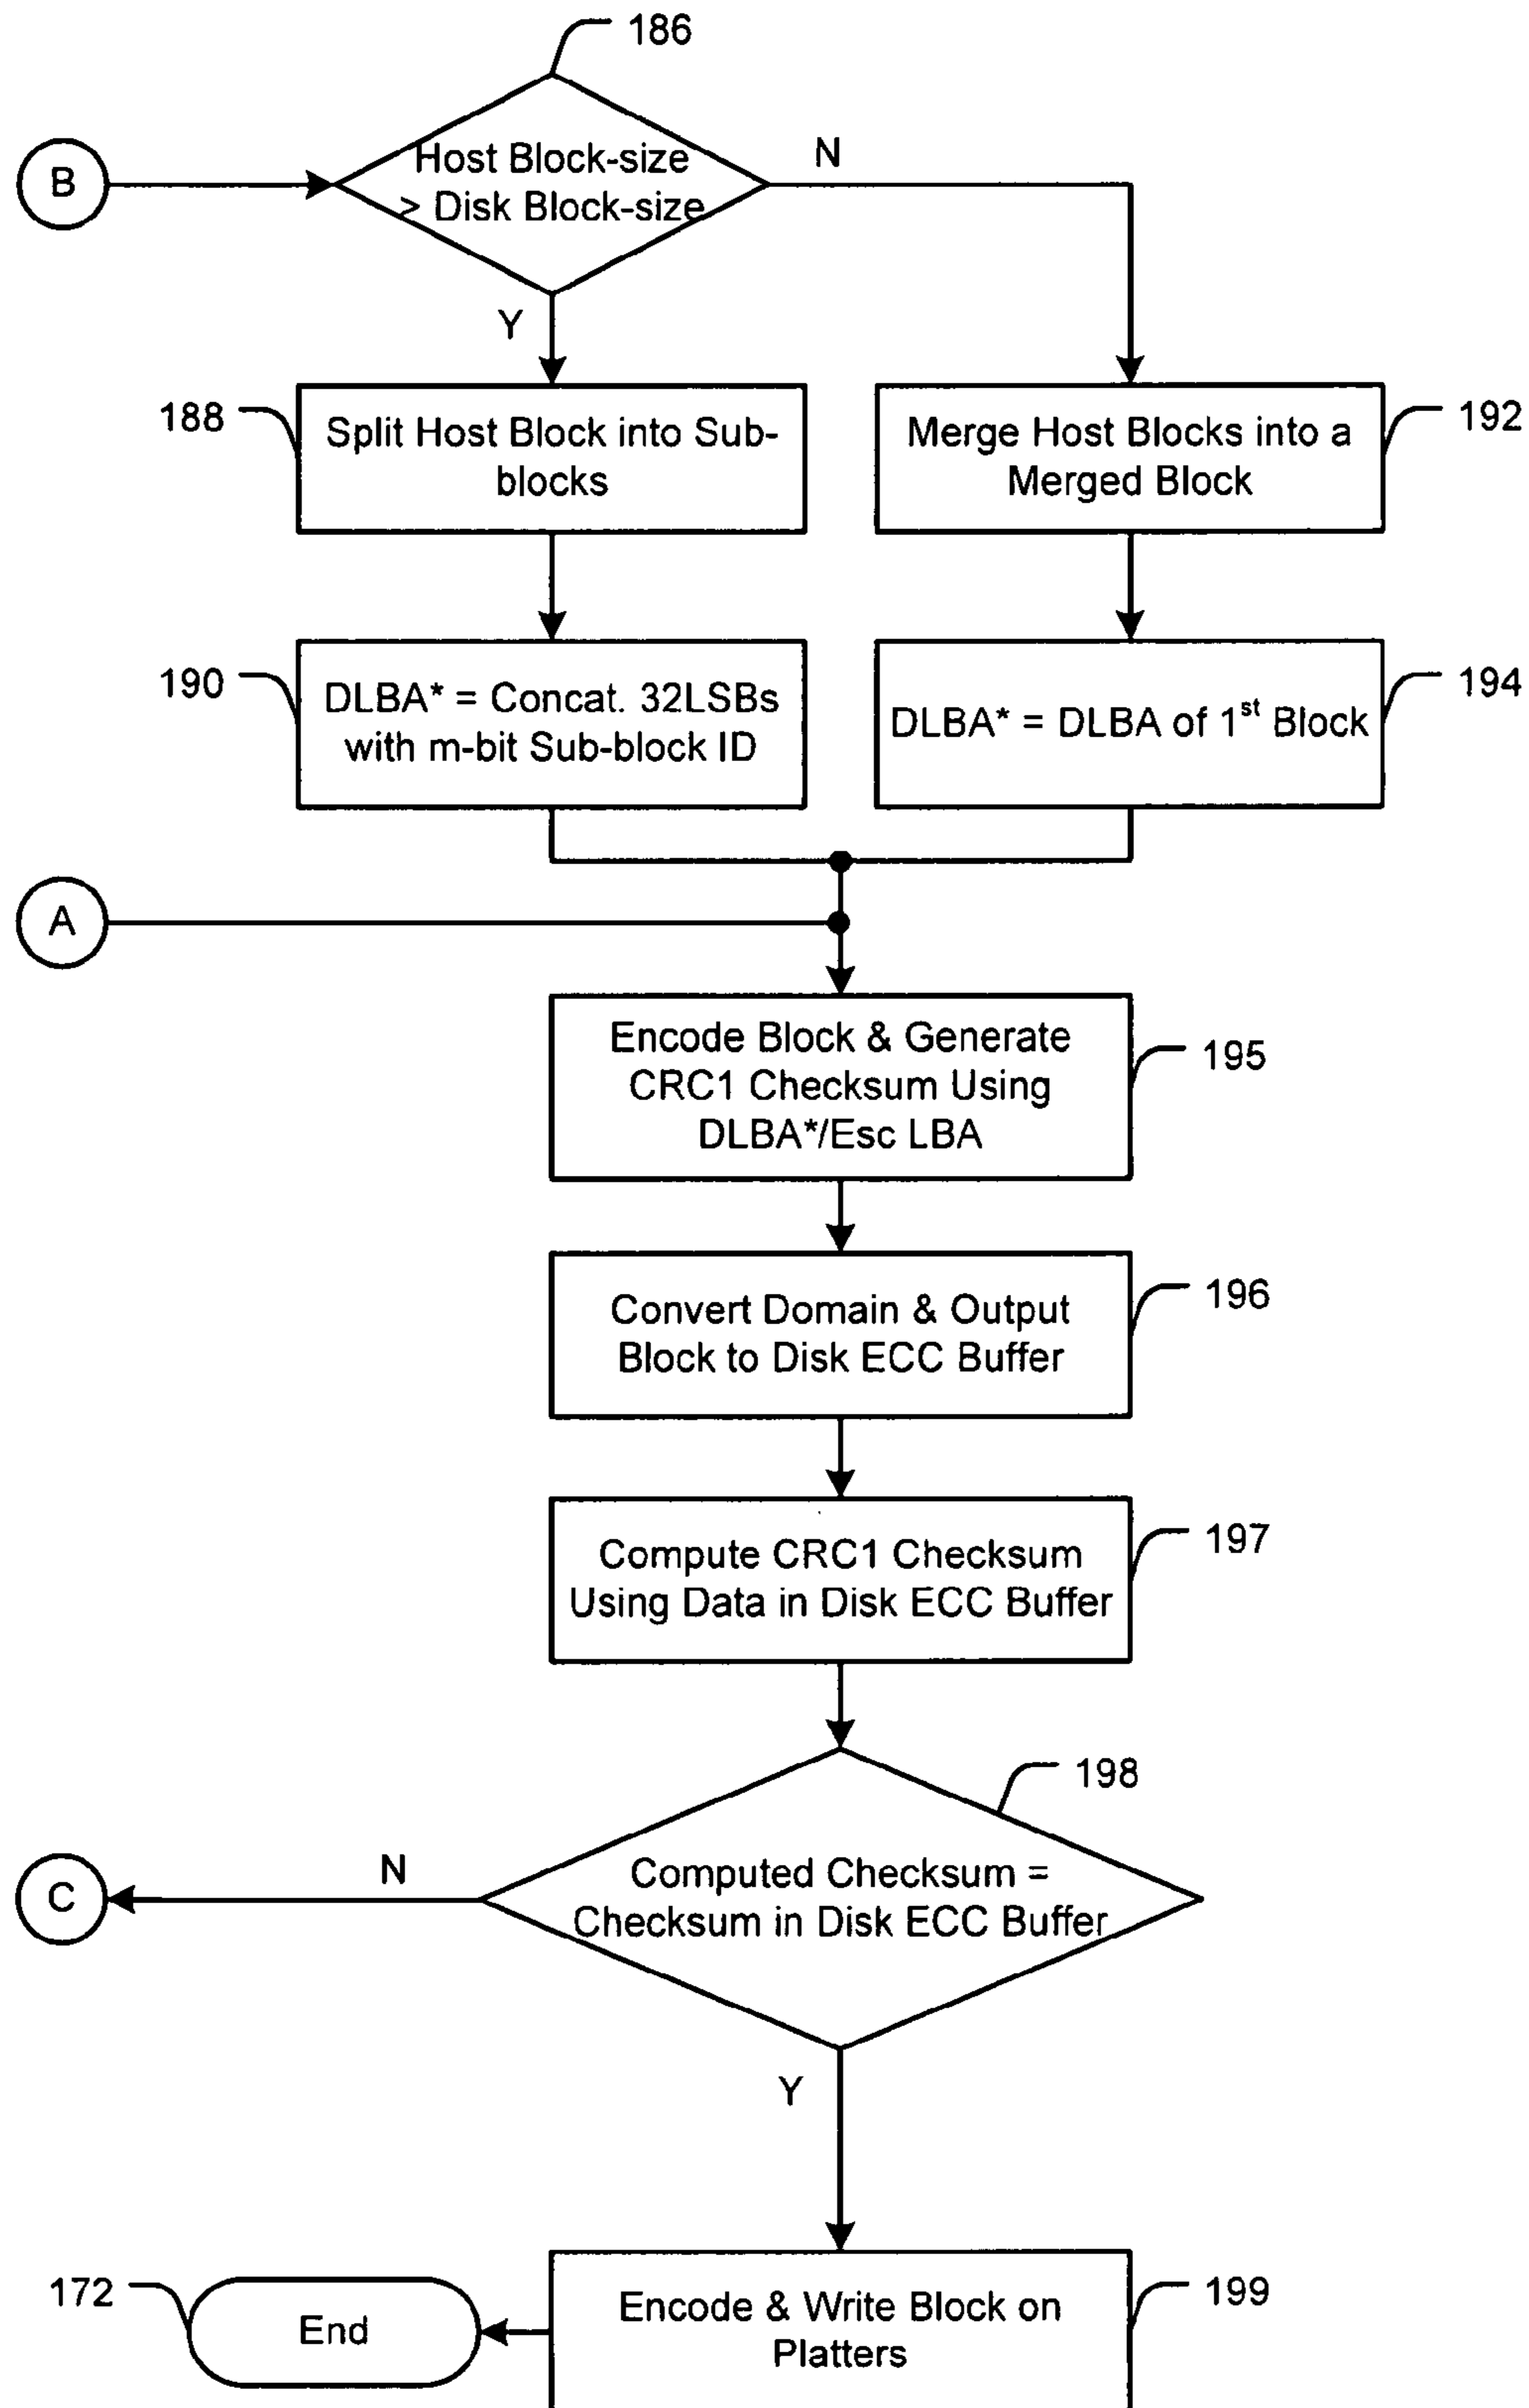 186
B
Host Block-size
> Disk Block-size
N
Y
188
Split Host Block into Sub-
blocks
Merge Host Blocks into a
Merged Block
192
190
DLBA* = Concat. 32LSBs
with m-bit Sub-block ID
DLBA* = DLBA of 1st Block
194
A
Encode Block & Generate
CRC1 Checksum Using
DLBA*/Esc LBA
195
Convert Domain & Output
Block to Disk ECC Buffer
196
Compute CRC1 Checksum
Using Data in Disk ECC Buffer
197
198
C
N
Computed Checksum =
Checksum in Disk ECC Buffer
Y
172
End
Encode & Write Block on
Platters
199